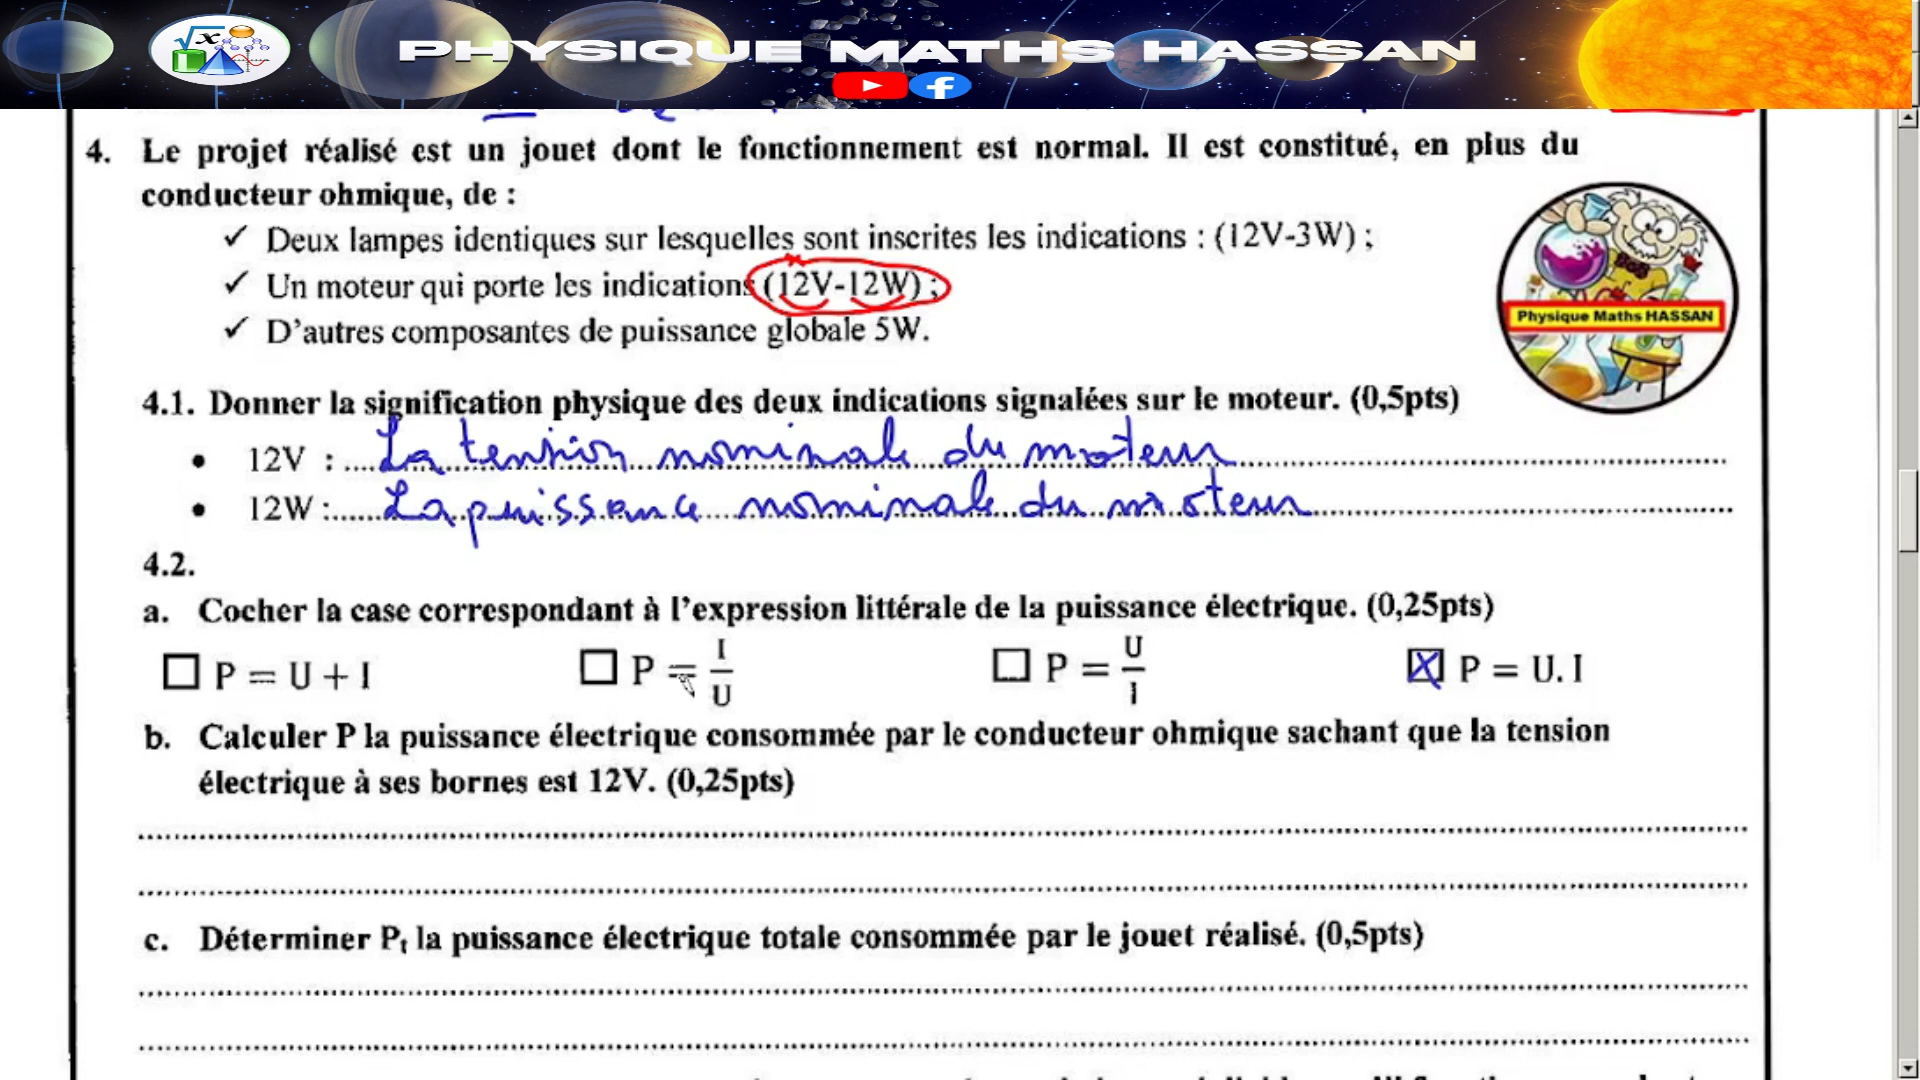 PHYSIQUE MATHS HASSAN
4. Le projet réalisé est un jouet dont le fonctionnement est normal. Il est constitué, en plus du
conducteur ohmique, de :
✓ Deux lampes identiques sur lesquelles sont inscrites les indications : (12V-3W) ;
✓ Un moteur qui porte les indications (12V-12W) ;
✓ D'autres composantes de puissance globale 5W.
Physique Maths HASSAN
4.1. Donner la signification physique des deux indications signalées sur le moteur. (0,5pts)
• 12V : La tension nominale du moteur
• 12W : La puissance nominale du moteur
4.2.
a. Cocher la case correspondant à l'expression littérale de la puissance électrique. (0,25pts)
☐ P = U + I ☐ P = I/U ☐ P = U/I ☒ P = U. I
b. Calculer P la puissance électrique consommée par le conducteur ohmique sachant que la tension
électrique à ses bornes est 12V. (0,25pts)
c. Déterminer Pt la puissance électrique totale consommée par le jouet réalisé. (0,5pts)